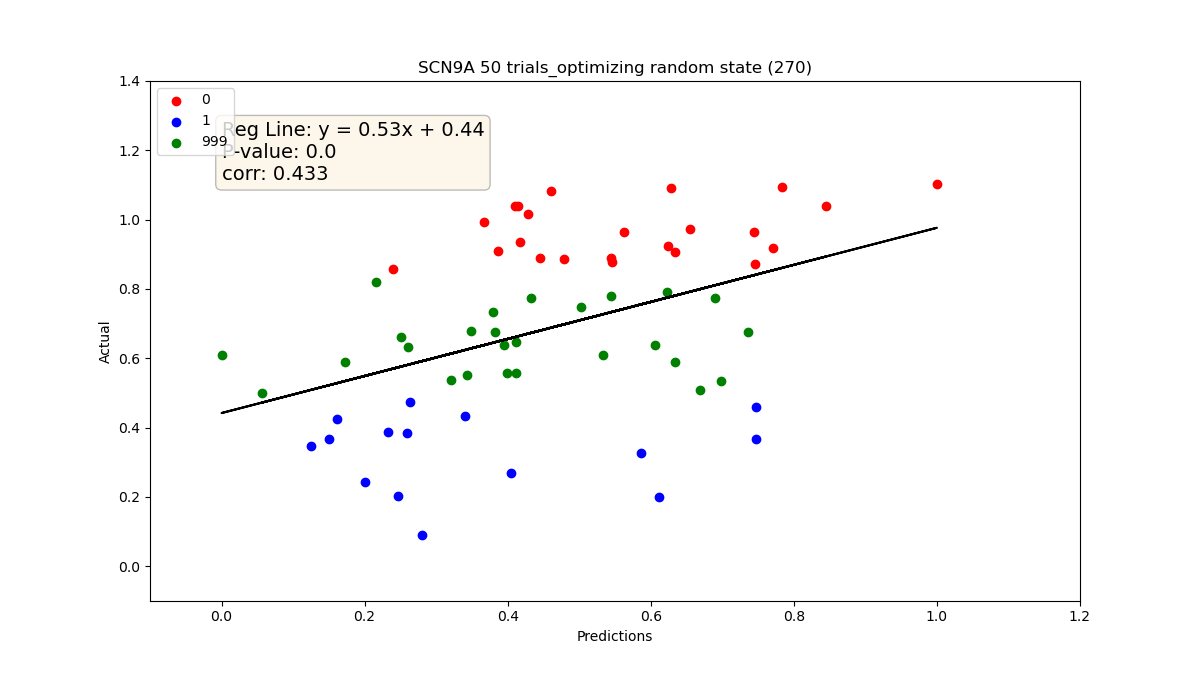 SCN9A 50 trials_optimizing random state (270)
0
1
999
Reg Line: y = 0.53x + 0.44
P-value: 0.0
corr: 0.433
Actual
1.4
1.2
1.0
0.8
0.6
0.4
0.2
0.0
0.0 0.2 0.4 0.6 0.8 1.0 1.2
Predictions